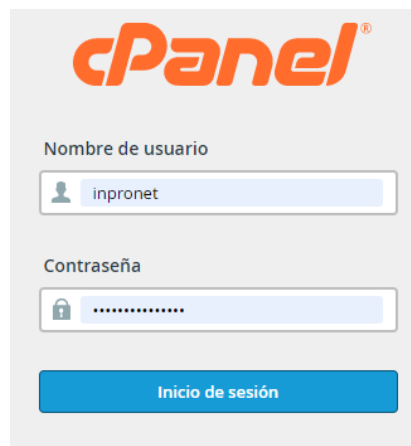 cPanel®
Nombre de usuario
inpronet
Contraseña
•••••••••••••••
Inicio de sesión